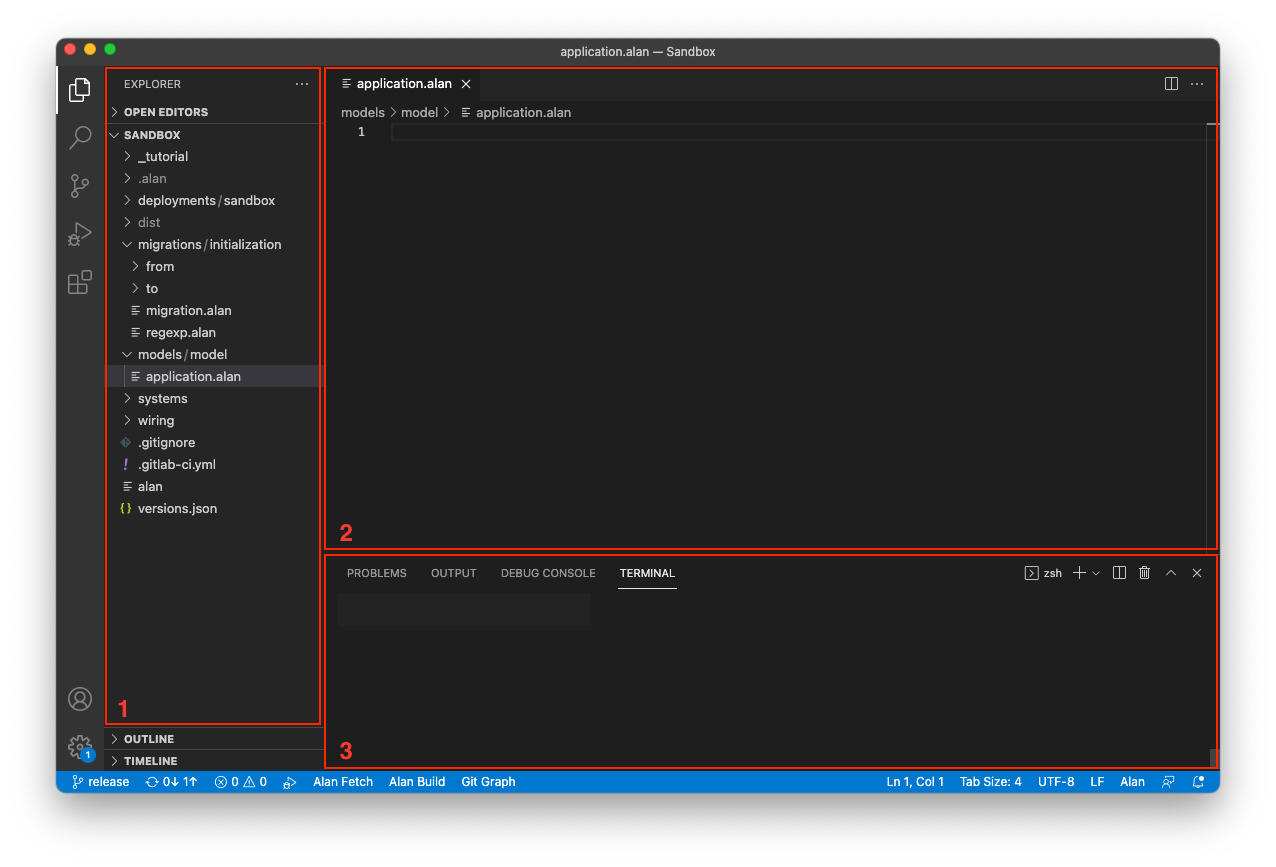 application.alan — Sandbox
EXPLORER
OPEN EDITORS
SANDBOX
_tutorial
.alan
deployments/sandbox
dist
migrations/initialization
from
to
migration.alan
regexp.alan
models/model
application.alan
systems
wiring
.gitignore
! .gitlab-ci.yml
alan
{} versions.json
1
OUTLINE
TIMELINE
application.alan
models > model > application.alan
1
2
PROBLEMS OUTPUT DEBUG CONSOLE TERMINAL zsh
3
1
release 0↓ 1↑ 0 0 Alan Fetch Alan Build Git Graph Ln 1, Col 1 Tab Size: 4 UTF-8 LF Alan